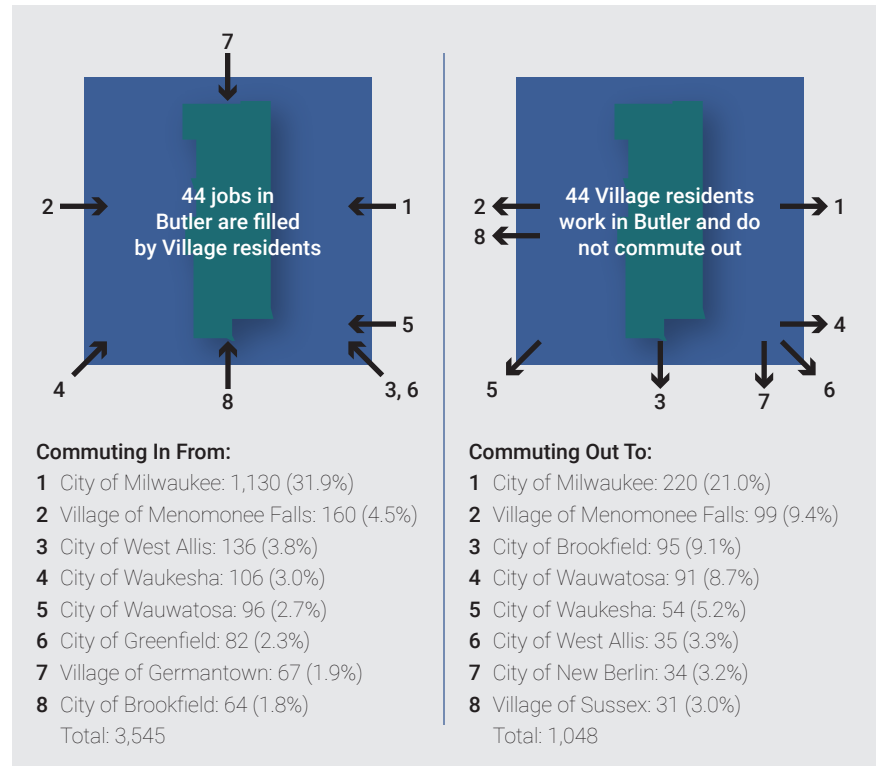 7
44 jobs in
Butler are filled
by Village residents
2
1
5
4
8
3, 6
44 Village residents
work in Butler and do
not commute out
2
8
1
4
5
3
7
6
Commuting In From:
1 City of Milwaukee: 1,130 (31.9%)
2 Village of Menomonee Falls: 160 (4.5%)
3 City of West Allis: 136 (3.8%)
4 City of Waukesha: 106 (3.0%)
5 City of Wauwatosa: 96 (2.7%)
6 City of Greenfield: 82 (2.3%)
7 Village of Germantown: 67 (1.9%)
8 City of Brookfield: 64 (1.8%)
Total: 3,545
Commuting Out To:
1 City of Milwaukee: 220 (21.0%)
2 Village of Menomonee Falls: 99 (9.4%)
3 City of Brookfield: 95 (9.1%)
4 City of Wauwatosa: 91 (8.7%)
5 City of Waukesha: 54 (5.2%)
6 City of West Allis: 35 (3.3%)
7 City of New Berlin: 34 (3.2%)
8 Village of Sussex: 31 (3.0%)
Total: 1,048